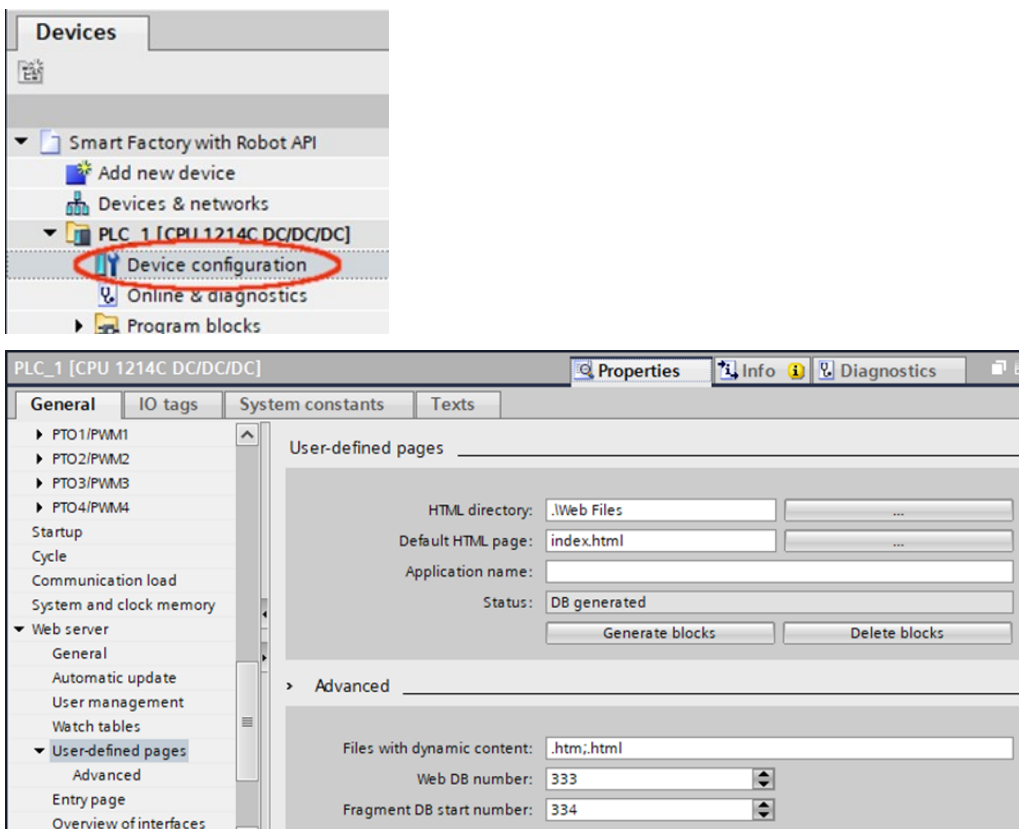 Devices
Smart Factory with Robot API
Add new device
Devices & networks
PLC_1 [CPU 1214C DC/DC/DC]
Device configuration
Online & diagnostics
Program blocks
PLC_1 [CPU 1214C DC/DC/DC]
Properties
Info
Diagnostics
General
IO tags
System constants
Texts
PTO1/PWM1
PTO2/PWM2
PTO3/PWM3
PTO4/PWM4
Startup
Cycle
Communication load
System and clock memory
Web server
General
Automatic update
User management
Watch tables
User-defined pages
Advanced
Entry page
Overview of interfaces
User-defined pages
HTML directory: .\Web Files ...
Default HTML page: index.html ...
Application name:
Status: DB generated
Generate blocks Delete blocks
Advanced
Files with dynamic content: .htm;.html
Web DB number: 333
Fragment DB start number: 334